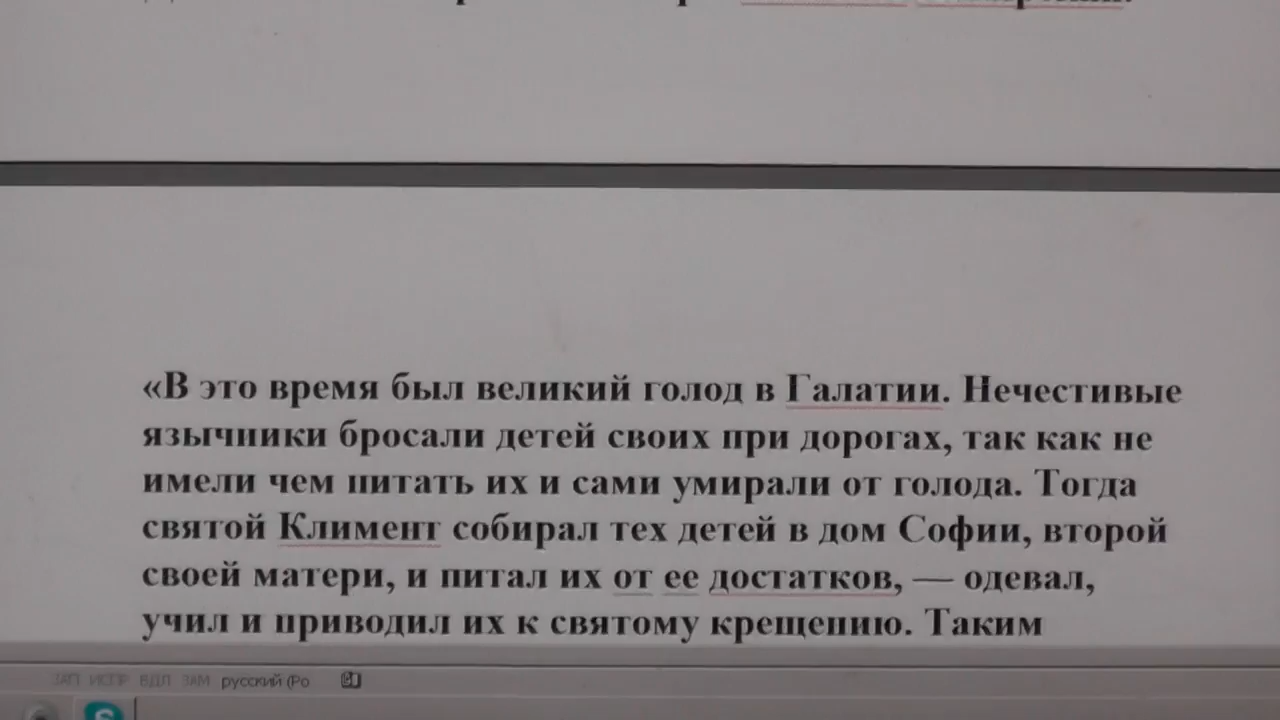 «В это время был великий голод в Галатии. Нечестивые
язычники бросали детей своих при дорогах, так как не
имели чем питать их и сами умирали от голода. Тогда
святой Климент собирал тех детей в дом Софии, второй
своей матери, и питал их от ее достатков, — одевал,
учил и приводил их к святому крещению. Таким
ЗАП ИСПР ВДЛ ЗАМ русский (Ро